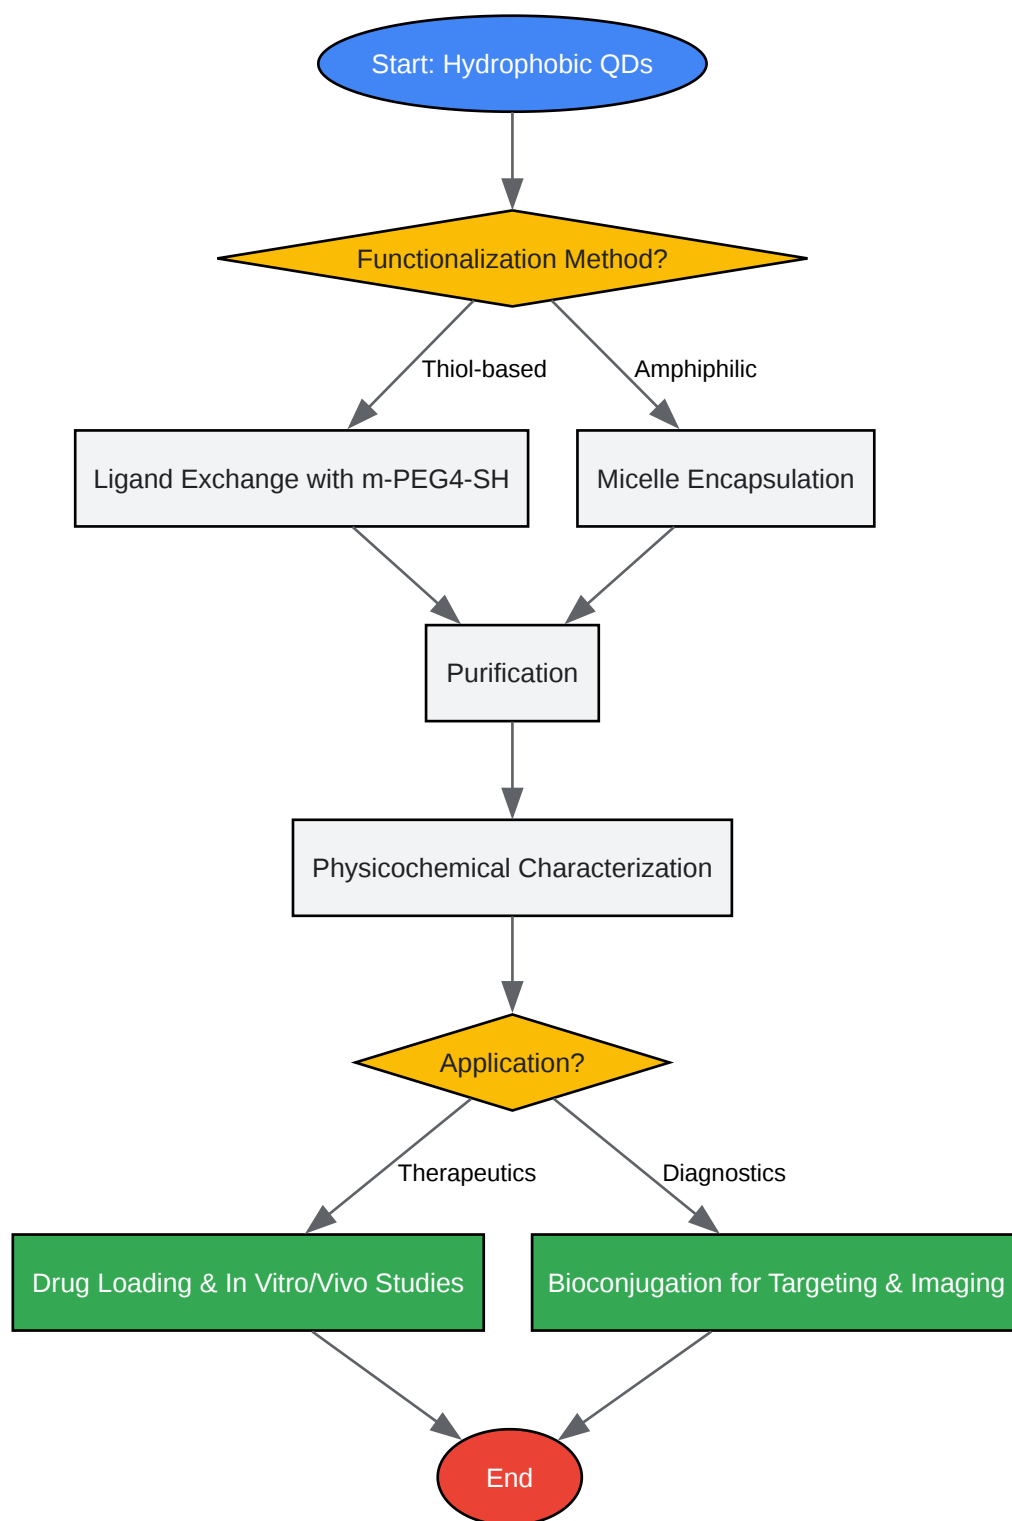 Start: Hydrophobic QDs
Functionalization Method?
Thiol-based
Amphiphilic
Ligand Exchange with m-PEG4-SH
Micelle Encapsulation
Purification
Physicochemical Characterization
Application?
Therapeutics
Diagnostics
Drug Loading & In Vitro/Vivo Studies
Bioconjugation for Targeting & Imaging
End